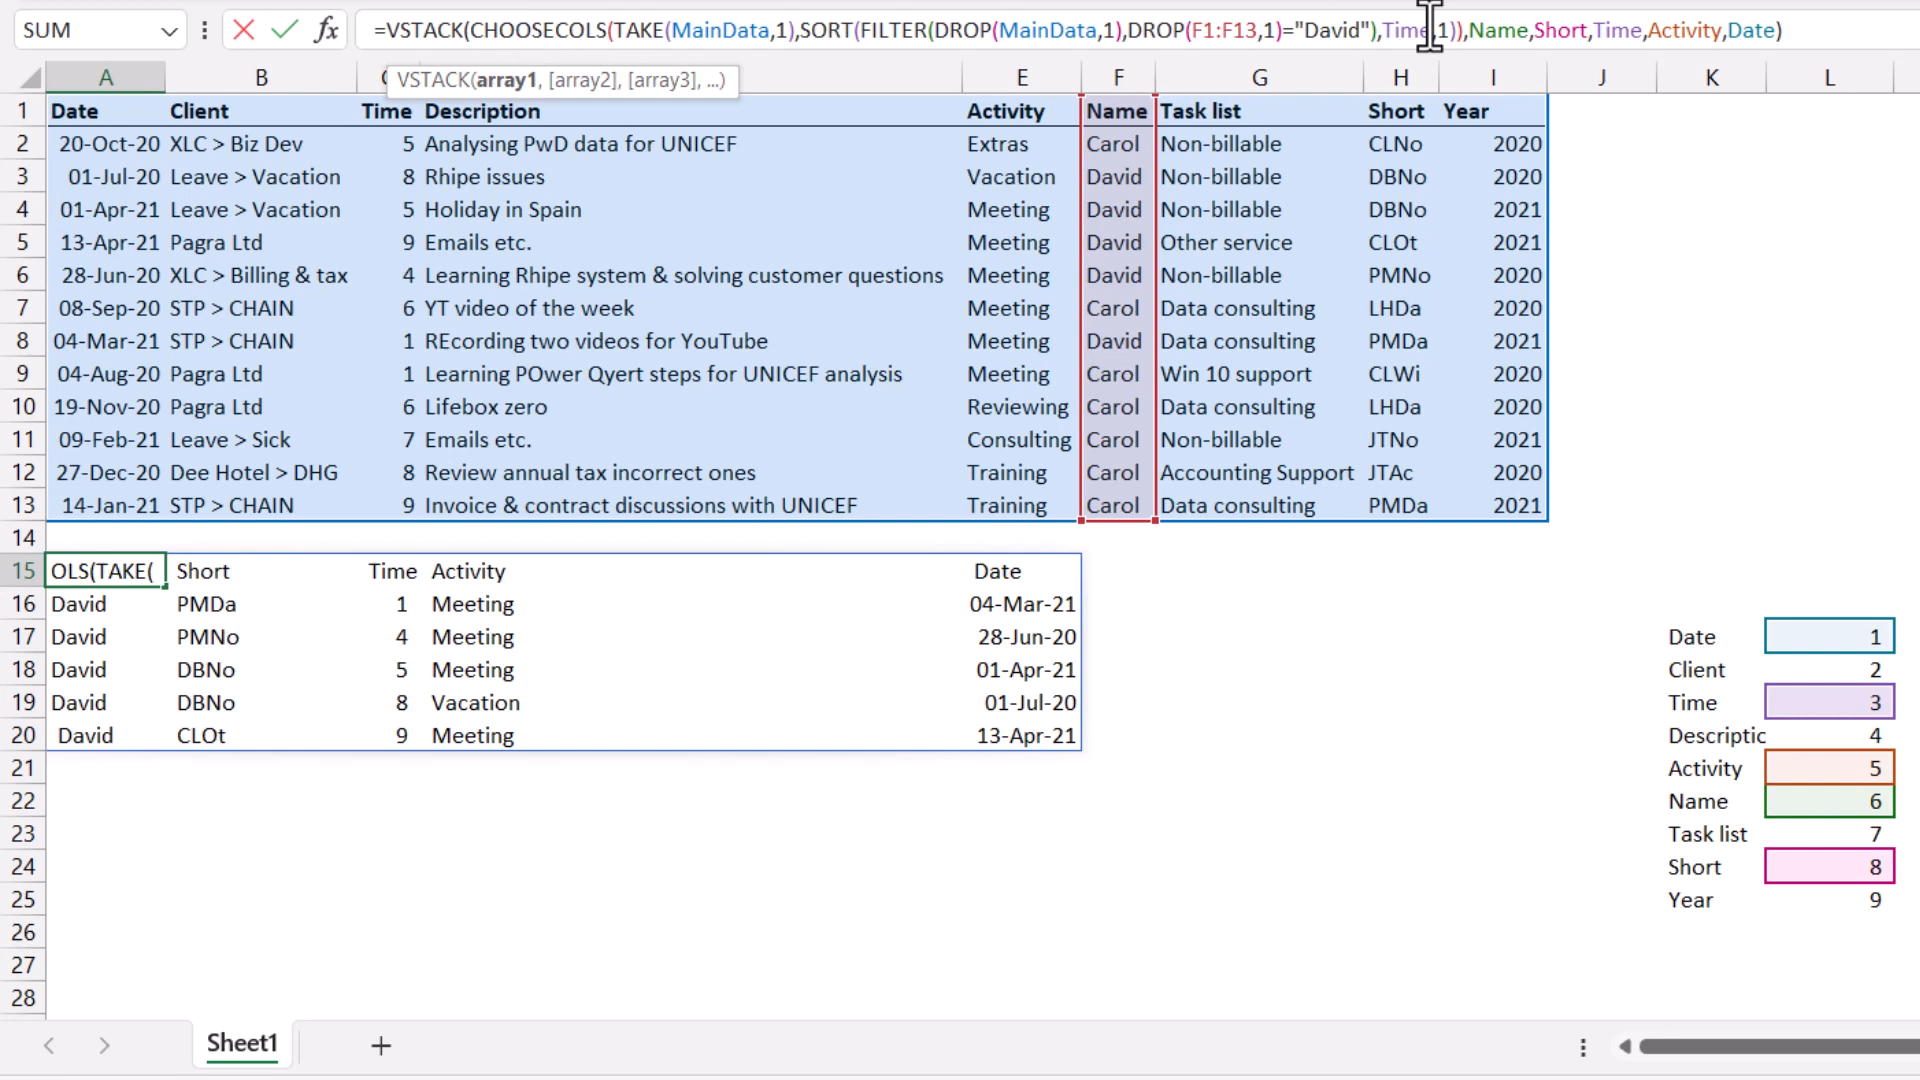 SUM =VSTACK(CHOOSECOLS(TAKE(MainData,1),SORT(FILTER(DROP(MainData,1),DROP(F1:F13,1)="David"),Time,1)),Name,Short,Time,Activity,Date)
VSTACK(array1, [array2], [array3], ...)
A B E F G H I J K L
1 Date Client Time Description Activity Name Task list Short Year
2 20-Oct-20 XLC > Biz Dev 5 Analysing PwD data for UNICEF Extras Carol Non-billable CLNo 2020
3 01-Jul-20 Leave > Vacation 8 Rhipe issues Vacation David Non-billable DBNo 2020
4 01-Apr-21 Leave > Vacation 5 Holiday in Spain Meeting David Non-billable DBNo 2021
5 13-Apr-21 Pagra Ltd 9 Emails etc. Meeting David Other service CLOt 2021
6 28-Jun-20 XLC > Billing & tax 4 Learning Rhipe system & solving customer questions Meeting David Non-billable PMNo 2020
7 08-Sep-20 STP > CHAIN 6 YT video of the week Meeting Carol Data consulting LHDa 2020
8 04-Mar-21 STP > CHAIN 1 REcording two videos for YouTube Meeting David Data consulting PMDa 2021
9 04-Aug-20 Pagra Ltd 1 Learning POwer Qyert steps for UNICEF analysis Meeting Carol Win 10 support CLWi 2020
10 19-Nov-20 Pagra Ltd 6 Lifebox zero Reviewing Carol Data consulting LHDa 2020
11 09-Feb-21 Leave > Sick 7 Emails etc. Consulting Carol Non-billable JTNo 2021
12 27-Dec-20 Dee Hotel > DHG 8 Review annual tax incorrect ones Training Carol Accounting Support JTAc 2020
13 14-Jan-21 STP > CHAIN 9 Invoice & contract discussions with UNICEF Training Carol Data consulting PMDa 2021
14
15 OLS(TAKE( Short Time Activity Date
16 David PMDa 1 Meeting 04-Mar-21
17 David PMNo 4 Meeting 28-Jun-20 Date 1
18 David DBNo 5 Meeting 01-Apr-21 Client 2
19 David DBNo 8 Vacation 01-Jul-20 Time 3
20 David CLOt 9 Meeting 13-Apr-21 Descriptic 4
21 Activity 5
22 Name 6
23 Task list 7
24 Short 8
25 Year 9
26
27
28
Sheet1